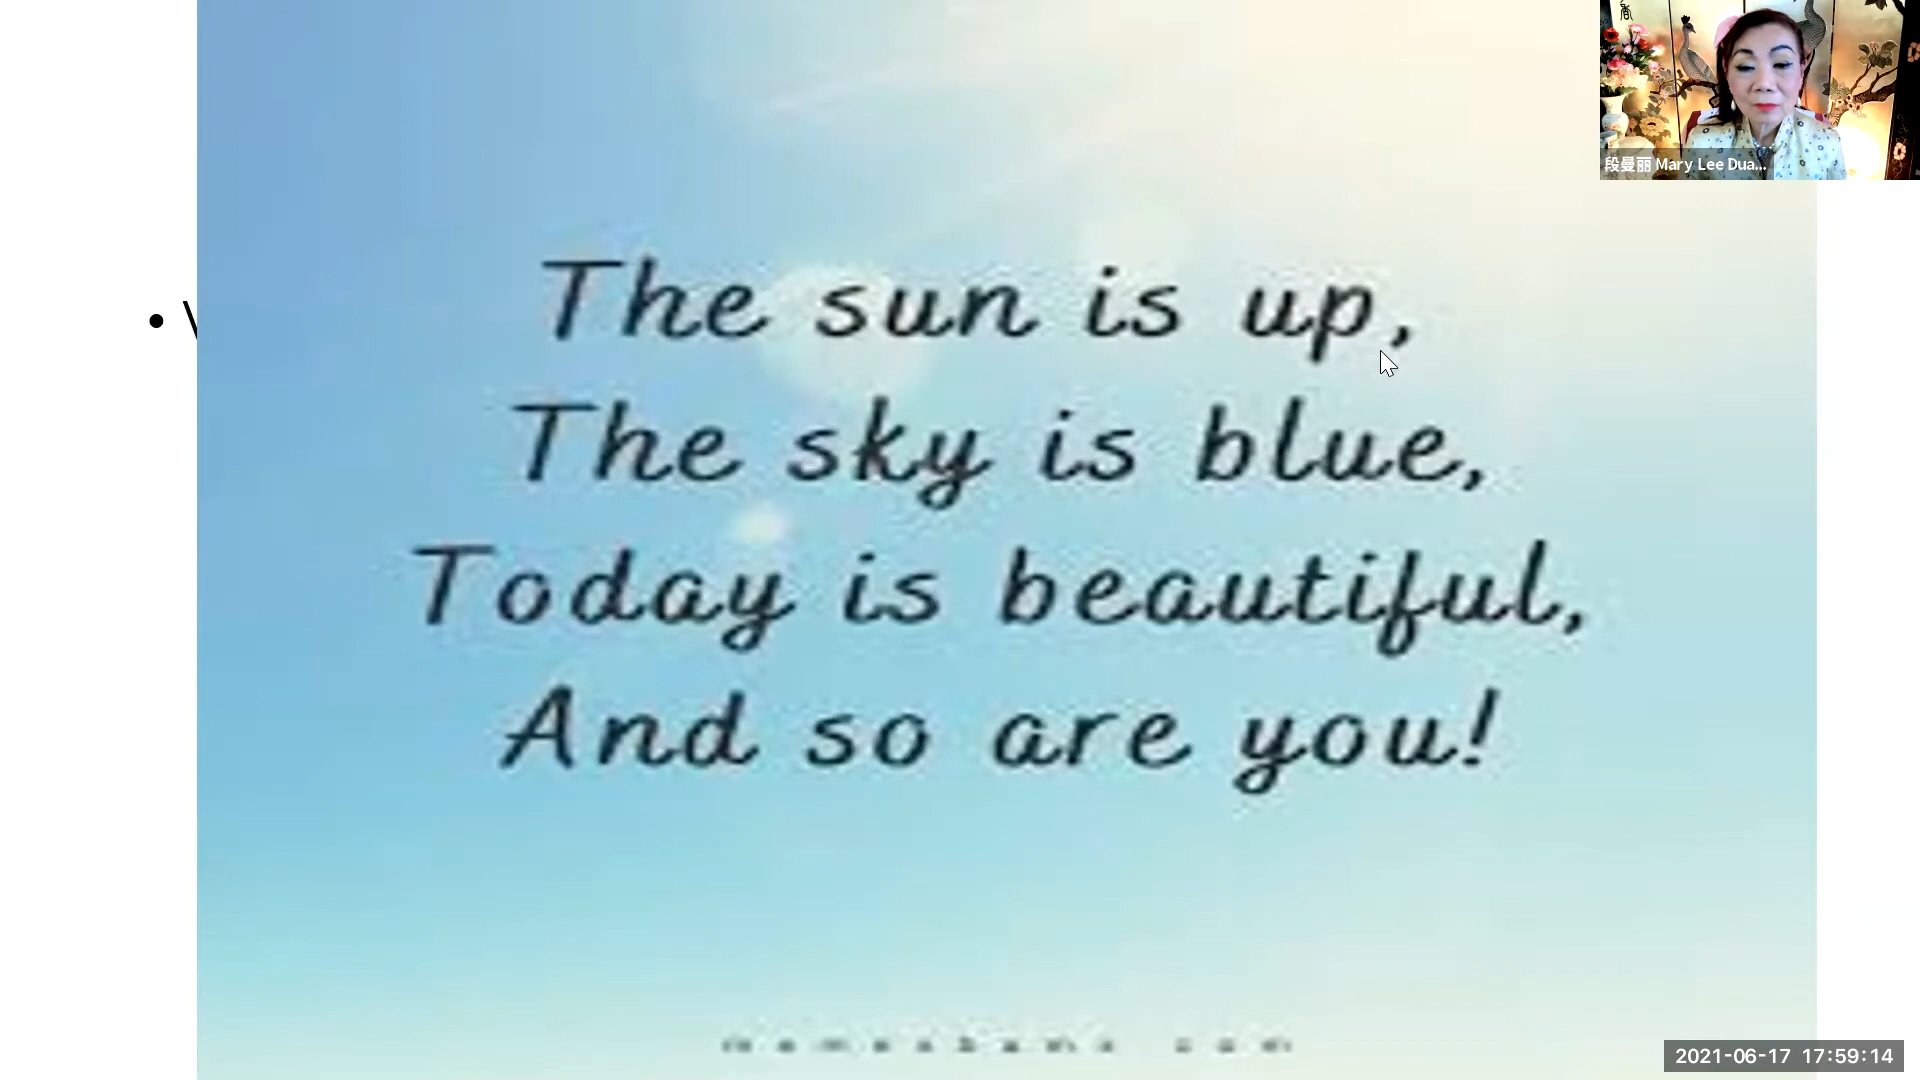 段曼丽 Mary Lee Dua...
The sun is up,
The sky is blue,
Today is beautiful,
And so are you!
2021-06-17 17:59:14